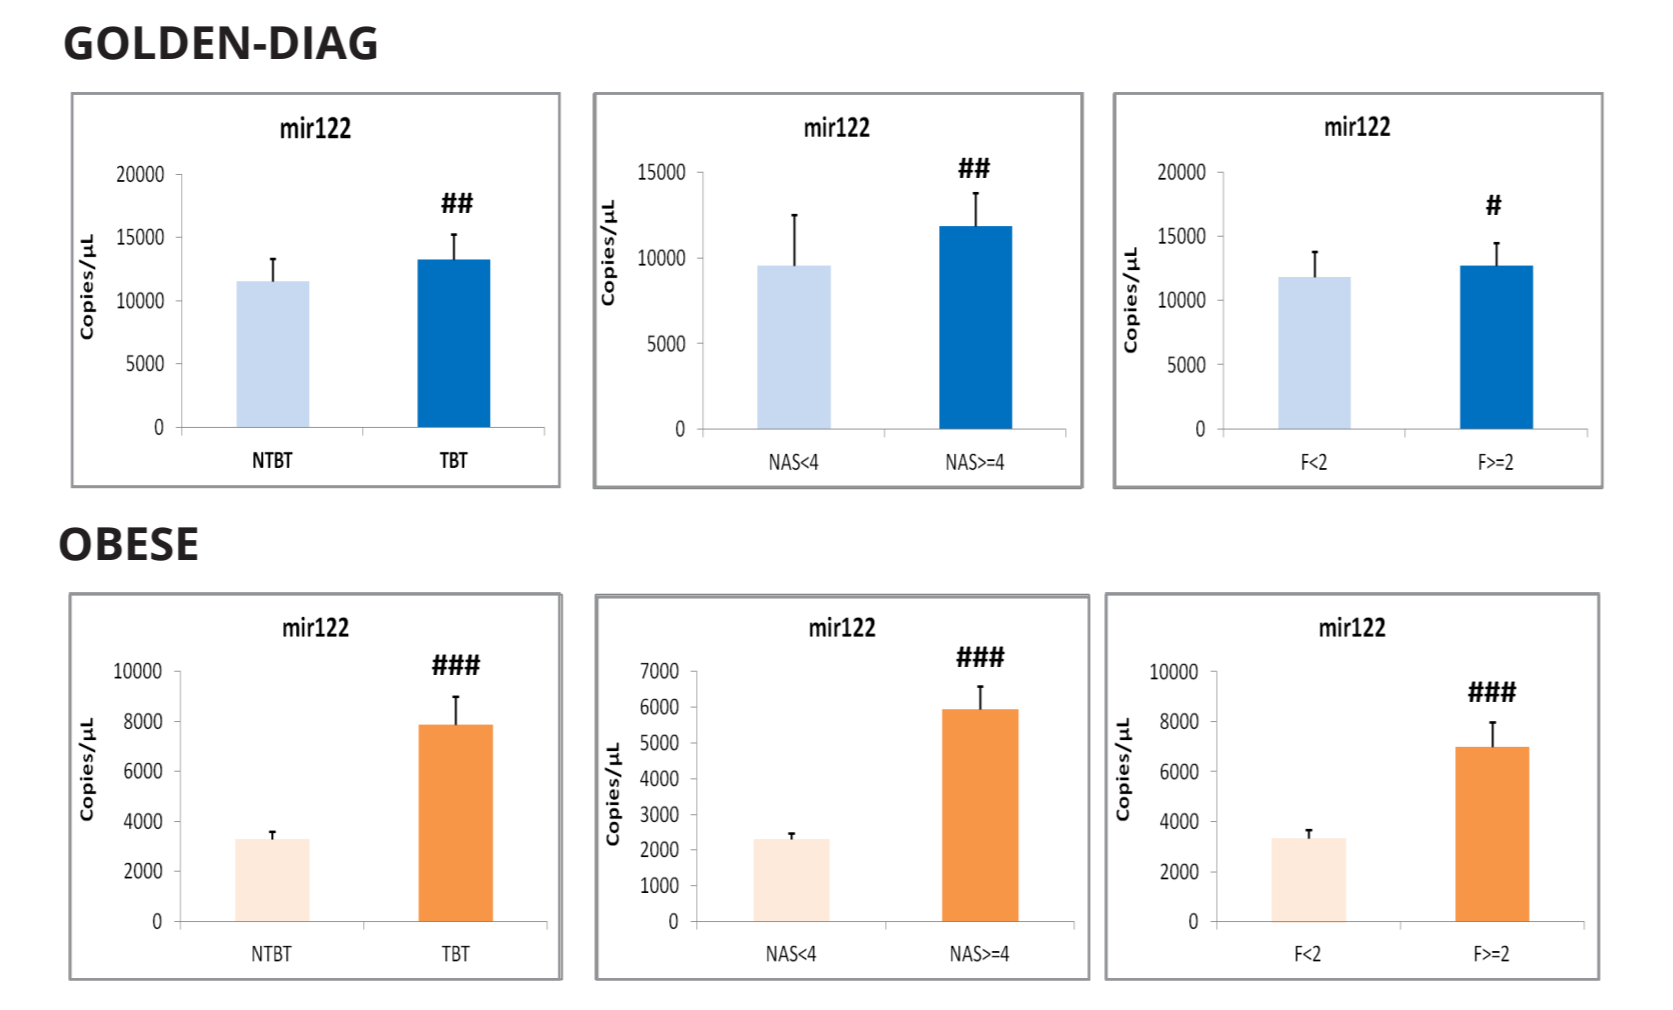 GOLDEN-DIAG
mir122
20000
15000
10000
5000
0
Copies/µL
##
NTBT
TBT
mir122
15000
10000
5000
0
Copies/µL
##
NAS<4
NAS>=4
mir122
20000
15000
10000
5000
0
Copies/µL
#
F<2
F>=2
OBESE
mir122
10000
8000
6000
4000
2000
0
Copies/µL
###
NTBT
TBT
mir122
7000
6000
5000
4000
3000
2000
1000
0
Copies/µL
###
NAS<4
NAS>=4
mir122
10000
8000
6000
4000
2000
0
Copies/µL
###
F<2
F>=2